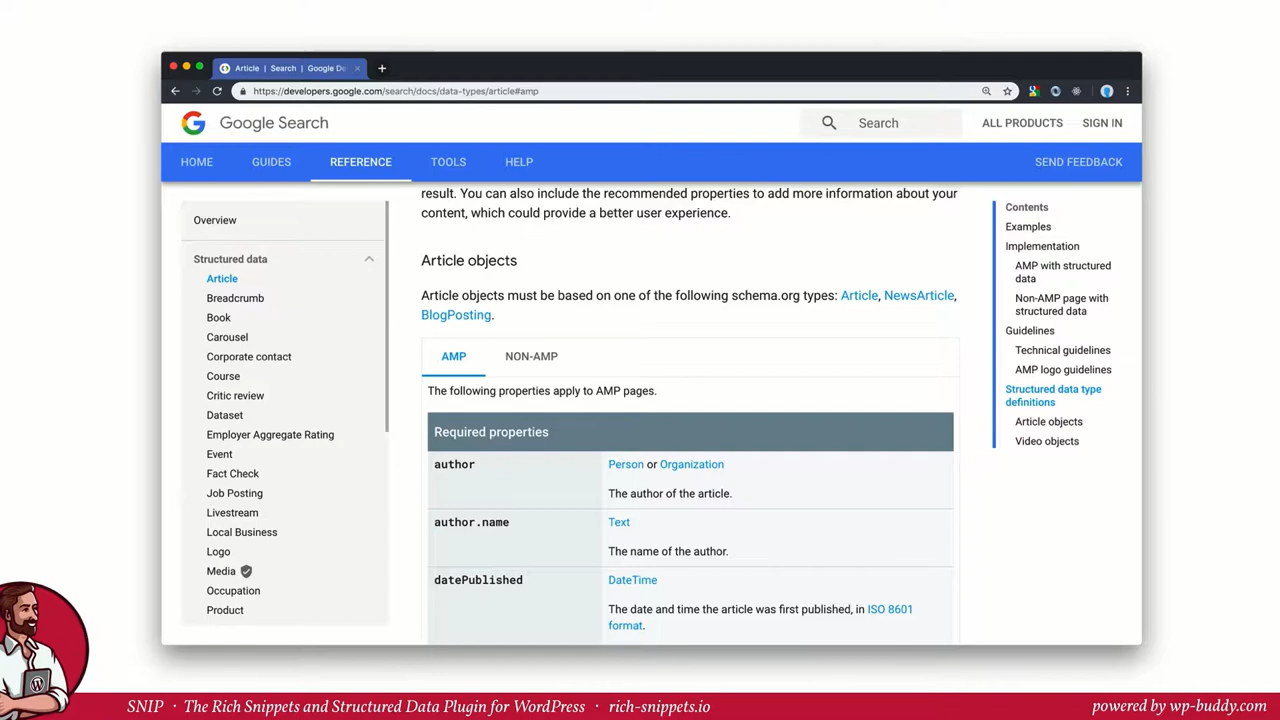 Article | Search | Google De
https://developers.google.com/search/docs/data-types/article#amp
Google Search
Search
ALL PRODUCTS
SIGN IN
HOME
GUIDES
REFERENCE
TOOLS
HELP
SEND FEEDBACK
Overview
Structured data
Article
Breadcrumb
Book
Carousel
Corporate contact
Course
Critic review
Dataset
Employer Aggregate Rating
Event
Fact Check
Job Posting
Livestream
Local Business
Logo
Media
Occupation
Product
result. You can also include the recommended properties to add more information about your
content, which could provide a better user experience.
Article objects
Article objects must be based on one of the following schema.org types: Article, NewsArticle,
BlogPosting.
AMP
NON-AMP
The following properties apply to AMP pages.
Required properties
author
Person or Organization
The author of the article.
author.name
Text
The name of the author.
datePublished
DateTime
The date and time the article was first published, in ISO 8601
format.
Contents
Examples
Implementation
AMP with structured
data
Non-AMP page with
structured data
Guidelines
Technical guidelines
AMP logo guidelines
Structured data type
definitions
Article objects
Video objects
SNIP · The Rich Snippets and Structured Data Plugin for WordPress · rich-snippets.io
powered by wp-buddy.com